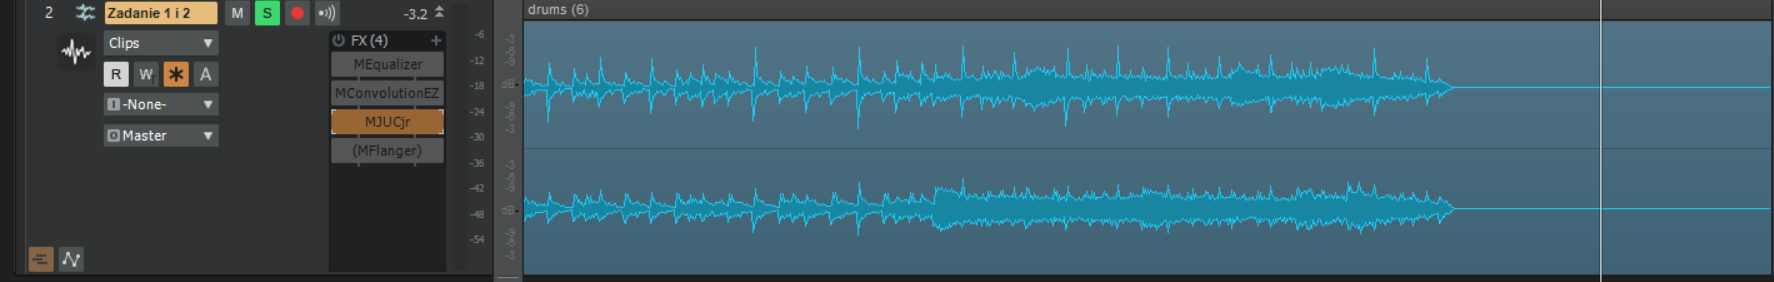 2 Zadanie 1 i 2 M S -3.2
drums (6)
Clips
FX (4) +
R W * A
MEqualizer
MConvolutionEZ
I -None-
MJUCjr
O Master
(MFlanger)
-6
-12
-18
-24
-30
-36
-42
-48
-54
-3
-6
-9
dB-
-9
-6
-3
-3
-6
-9
dB-
-9
-6
-3